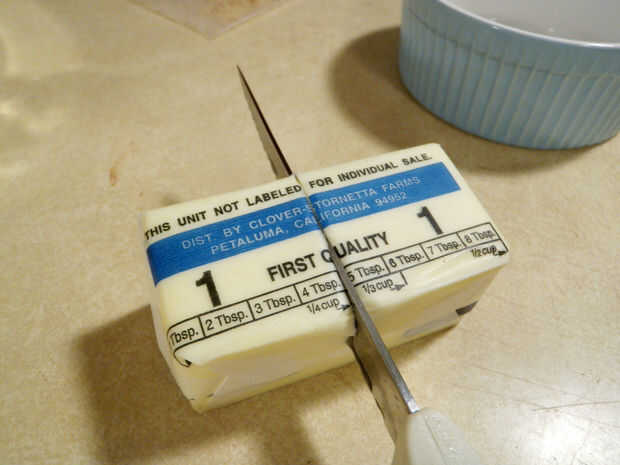 THIS UNIT NOT LABELED FOR INDIVIDUAL SALE.
DIST. BY CLOVER-STORNETTA FARMS
PETALUMA, CALIFORNIA 94952
1 FIRST QUALITY 1
Tbsp. 2 Tbsp. 3 Tbsp. 4 Tbsp. 5 Tbsp. 6 Tbsp. 7 Tbsp. 8 Tbsp.
1/4 cup 1/3 cup 1/2 cup